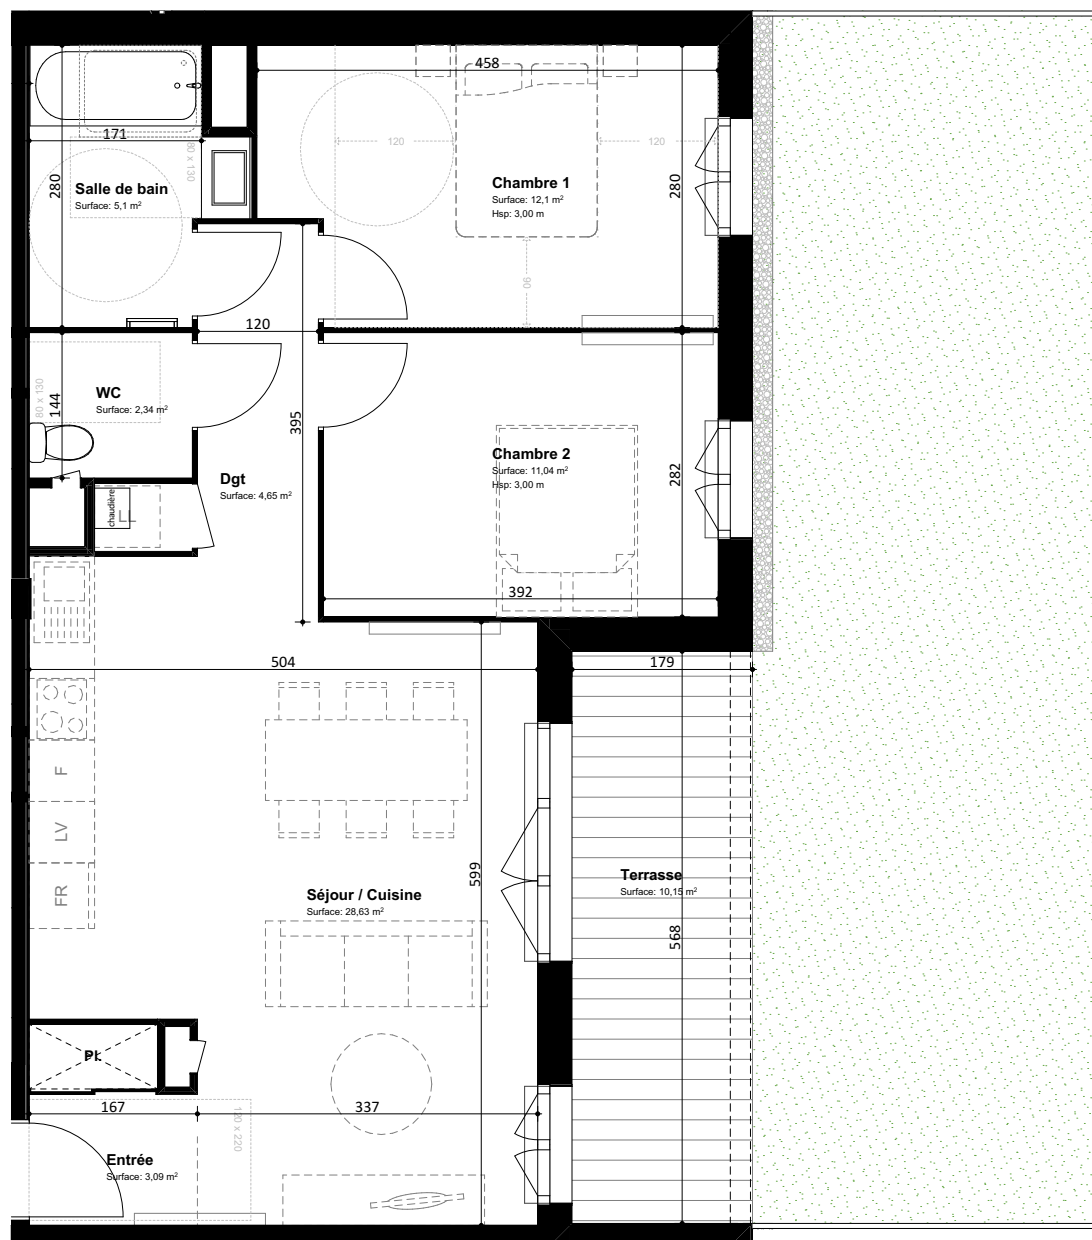 458
171
120
120
80 x 130
280
Salle de bain
Surface: 5,1 m²
Chambre 1
Surface: 12,1 m²
Hsp: 3,00 m
280
90
120
WC
Surface: 2,34 m²
80 x 130
144
395
Dgt
Surface: 4,65 m²
Chambre 2
Surface: 11,04 m²
Hsp: 3,00 m
282
chaudière
LL
392
504
179
F
LV
FR
599
Séjour / Cuisine
Surface: 28,63 m²
Terrasse
Surface: 10,15 m²
568
Pl.
167
337
120 x 220
Entrée
Surface: 3,09 m²